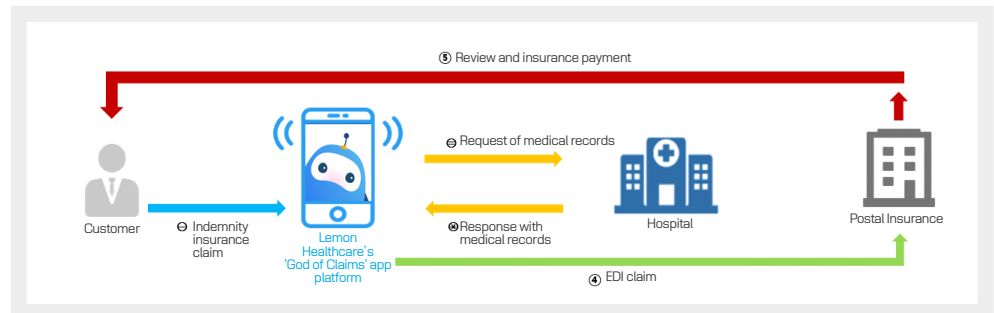 ⑤ Review and insurance payment
Request of medical records
Customer
Indemnity
insurance
claim
Lemon
Healthcare's
'God of Claims' app
platform
Response with
medical records
Hospital
Postal Insurance
④ EDI claim